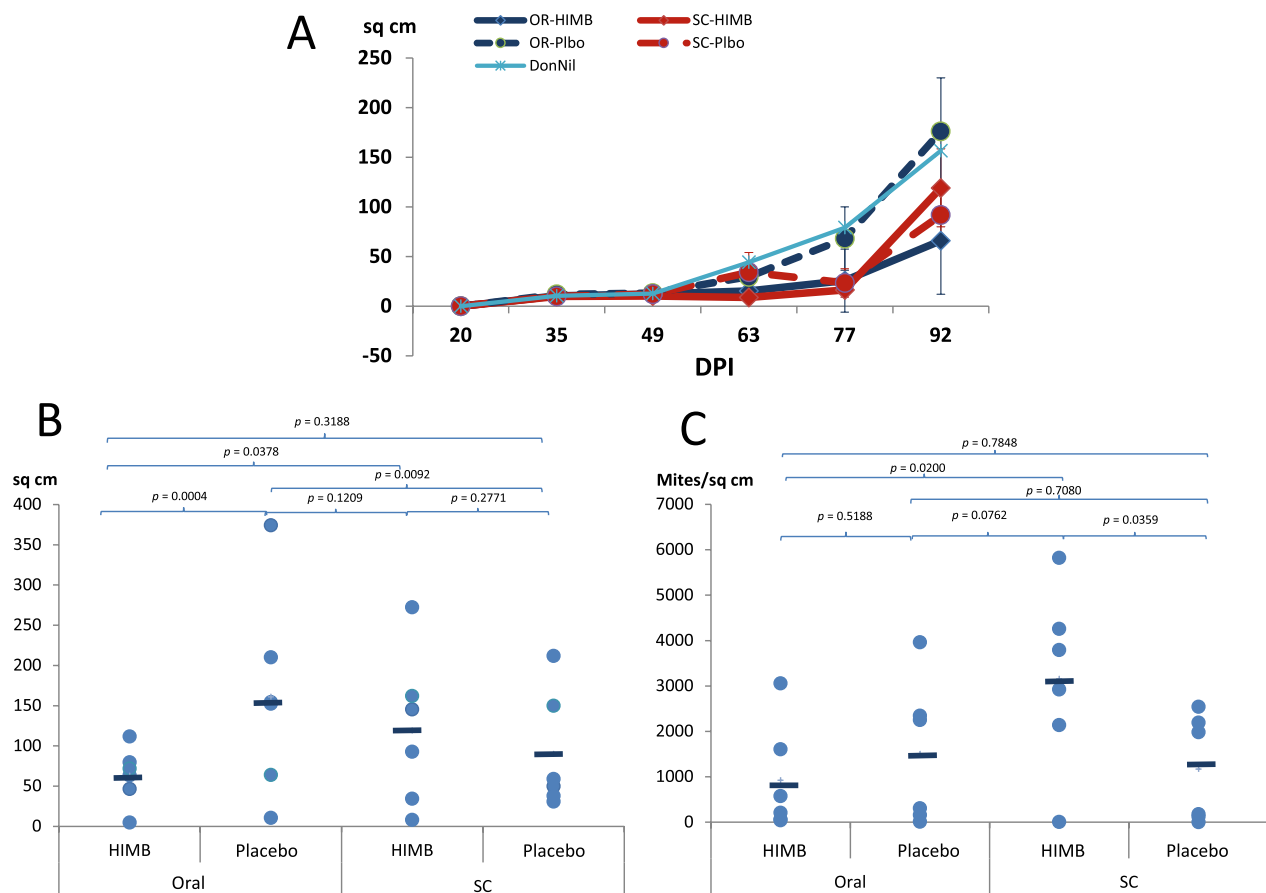 A
sq cm
OR-HIMB
SC-HIMB
OR-Plbo
SC-Plbo
DonNil
250
200
150
100
50
0
-50
20 35 49 63 77 92
DPI
B
p = 0.3188
p = 0.0378
p = 0.0092
p = 0.0004
p = 0.1209
p = 0.2771
sq cm
400
350
300
250
200
150
100
50
0
HIMB Placebo HIMB Placebo
Oral SC
C
p = 0.7848
p = 0.0200
p = 0.7080
p = 0.5188
p = 0.0762
p = 0.0359
Mites/sq cm
7000
6000
5000
4000
3000
2000
1000
0
HIMB Placebo HIMB Placebo
Oral SC